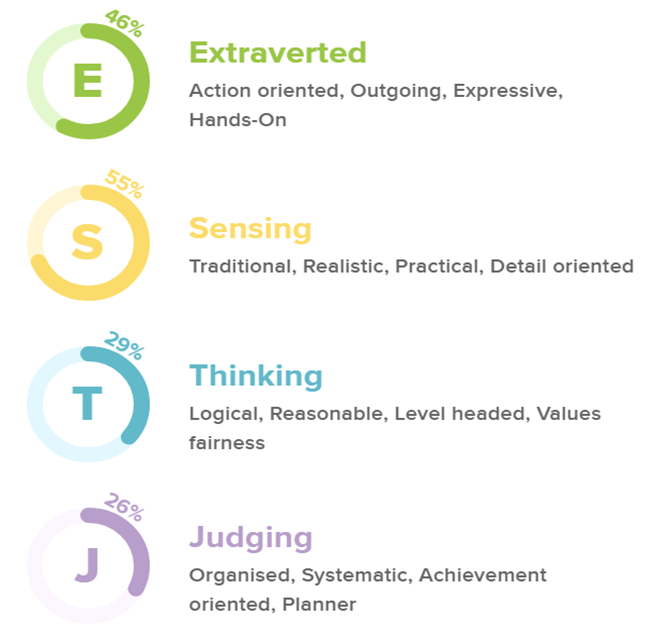 46%
E
Extraverted
Action oriented, Outgoing, Expressive,
Hands-On
55%
S
Sensing
Traditional, Realistic, Practical, Detail oriented
29%
T
Thinking
Logical, Reasonable, Level headed, Values
fairness
26%
J
Judging
Organised, Systematic, Achievement
oriented, Planner